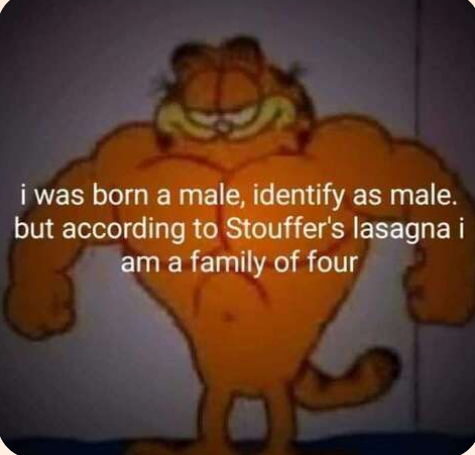 i was born a male, identify as male.
but according to Stouffer's lasagna i
am a family of four